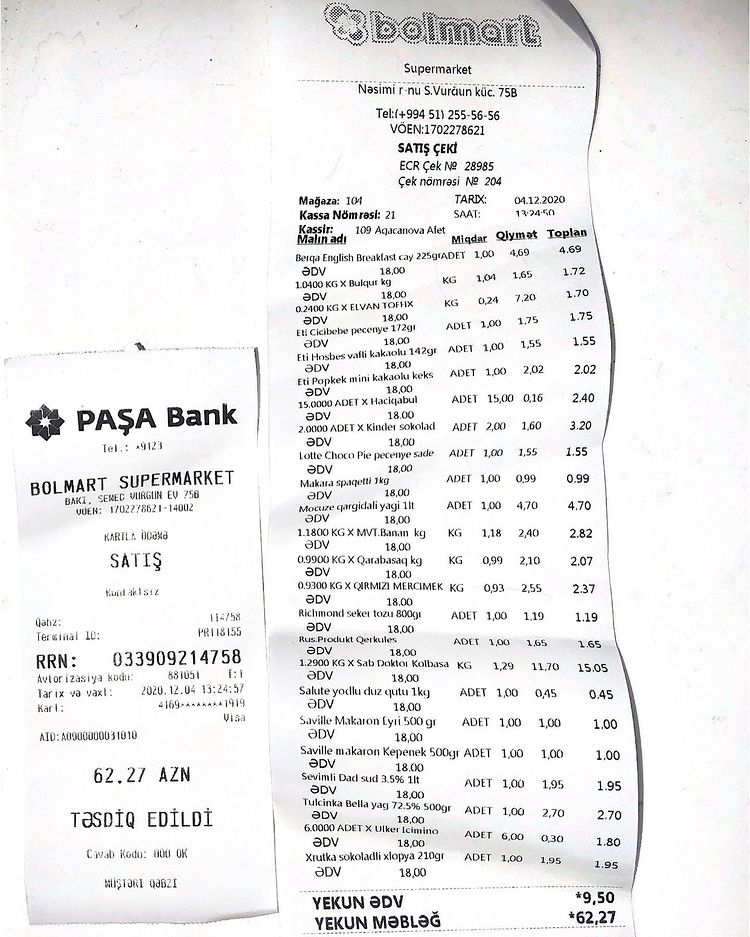 PAŞA Bank
Tel.: *9123
BOLMART SUPERMARKET
BAKI, SEMED VURGUN EV 75B
VÖEN: 1702278621-14002
KARTLA ÖDƏNƏ
SATIŞ
Kontaktsiz
Qəbz: 114758
Terminal ID: PR118155
RRN: 033909214758
Avtorizasiya kodu: 881051
Tarix və vaxt: 2020.12.04 13:24:57
Kart: 4169********1919
Visa
AID:A0000000031010
62.27 AZN
TƏSDİQ EDİLDİ
Cavab Kodu: 000 OK
MÜŞTƏRİ QƏBZİ
bolmart
Supermarket
Nəsimi r-nu S.Vurğun küc. 75B
Tel:(+994 51) 255-56-56
VÖEN:1702278621
SATIŞ ÇEKİ
ECR Çek № 28985
Çek nömrəsi № 204
Mağaza: 104 TARIX: 04.12.2020
Kassa Nömrəsi: 21 SAAT: 13:24:50
Kassir: 109 Agacanova Afet
Malın adı Miqdar Qiymət Toplan
Berqa English Breakfast cay 225gr ADET 1,00 4,69 4.69
ƏDV 18,00
1.0400 KG X Bulqur kg KG 1,04 1,65 1.72
ƏDV 18,00
0.2400 KG X ELVAN TOFFIX KG 0,24 7,20 1.70
ƏDV 18,00
Eti Cicibebe pecenye 172gr ADET 1,00 1,75 1.75
ƏDV 18,00
Eti Hosbes vafli kakaolu 142gr ADET 1,00 1,55 1.55
ƏDV 18,00
Eti Popkek mini kakaolu keks ADET 1,00 2,02 2.02
ƏDV 18,00
15.0000 ADET X Haciqabul ADET 15,00 0,16 2.40
ƏDV 18.00
2.0000 ADET X Kinder sokolad ADET 2,00 1,60 3.20
ƏDV 18,00
Lotte Choco Pie pecenye sade ADET 1,00 1,55 1.55
ƏDV 18,00
Makara spaqetti 1kg ADET 1,00 0,99 0.99
ƏDV 18,00
Mocuze qargidali yagi 1lt ADET 1,00 4,70 4.70
ƏDV 18,00
1.1800 KG X MVT.Banan kg KG 1,18 2,40 2.82
ƏDV 18,00
0.9900 KG X Qarabasaq kg KG 0,99 2,10 2.07
ƏDV 18.00
0.9300 KG X QIRMIZI MERCIMEK KG 0,93 2,55 2.37
ƏDV 18.00
Richmond seker tozu 800gr ADET 1,00 1,19 1.19
ƏDV 18,00
Rus.Produkt Qerkules ADET 1,00 1,65 1.65
ƏDV 18,00
1.2900 KG X Sab Doktor Kolbasa KG 1,29 11,70 15.05
ƏDV 18,00
Salute yodlu duz qutu 1kg ADET 1,00 0,45 0.45
ƏDV 18,00
Saville Makaron Eyri 500 gr ADET 1,00 1,00 1.00
ƏDV 18,00
Saville makaron Kepenek 500gr ADET 1,00 1,00 1.00
ƏDV 18.00
Sevimli Dad sud 3.5% 1lt ADET 1,00 1,95 1.95
ƏDV 18,00
Tulcinka Bella yag 72.5% 500gr ADET 1,00 2,70 2.70
ƏDV 18,00
6.0000 ADET X Ulker Icimino ADET 6,00 0,30 1.80
ƏDV 18,00
Xrutka sokoladli xlopya 210gr ADET 1,00 1,95 1.95
ƏDV 18,00
YEKUN ƏDV *9,50
YEKUN MƏBLƏĞ *62,27